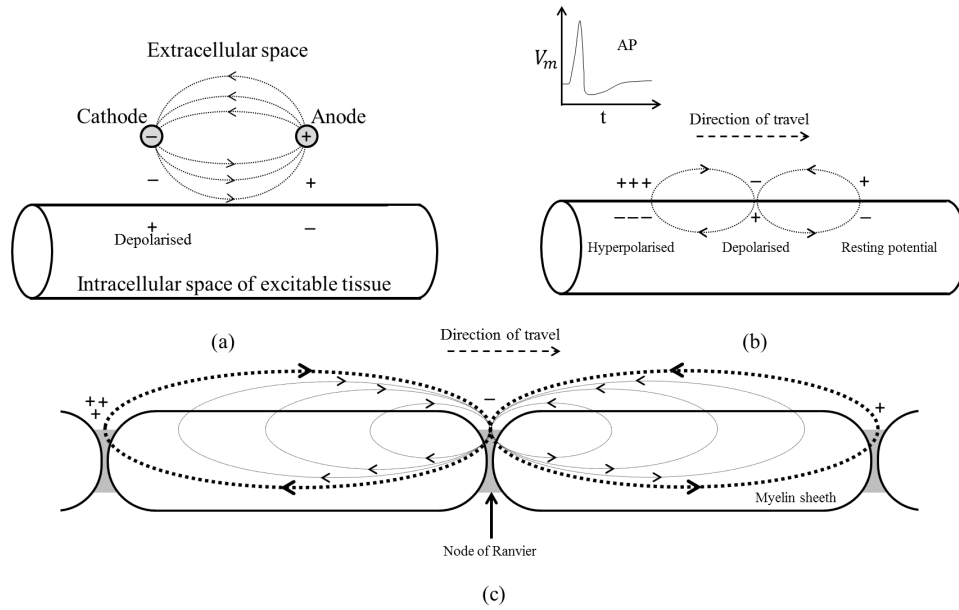 Extracellular space
Cathode
Anode
−
+
−
+
+
−
Depolarised
Intracellular space of excitable tissue
(a)
V_m
AP
t
Direction of travel
+++
−
+
−−−
+
−
Hyperpolarised
Depolarised
Resting potential
(b)
Direction of travel
++
+
−
+
Myelin sheeth
Node of Ranvier
(c)